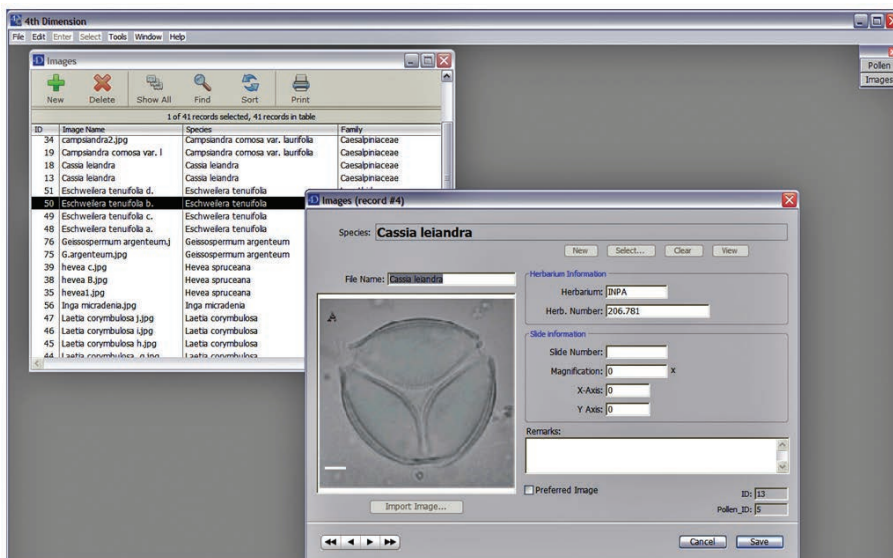 4th Dimension
File Edit Enter Select Tools Window Help
Pollen
Images
Images
New Delete Show All Find Sort Print
1 of 41 records selected, 41 records in table
ID Image Name Species Family
34 campsiandra2.jpg Campsiandra comosa var. laurifolia Caesalpiniaceae
19 Campsiandra comosa var. l Campsiandra comosa var. laurifolia Caesalpiniaceae
18 Cassia leiandra Cassia leiandra Caesalpiniaceae
13 Cassia leiandra Cassia leiandra Caesalpiniaceae
51 Eschweilera tenuifolia d. Eschweilera tenuifolia
50 Eschweilera tenuifolia b. Eschweilera tenuifolia
49 Eschweilera tenuifolia c. Eschweilera tenuifolia
48 Eschweilera tenuifolia a. Eschweilera tenuifolia
76 Geissospermum argenteum.j Geissospermum argenteum
75 G.argenteum.jpg Geissospermum argenteum
39 hevea c.jpg Hevea spruceana
38 hevea B.jpg Hevea spruceana
35 hevea1.jpg Hevea spruceana
56 Inga micradenia.jpg Inga micradenia
47 Laetia corymbulosa j.jpg Laetia corymbulosa
46 Laetia corymbulosa i.jpg Laetia corymbulosa
45 Laetia corymbulosa h.jpg Laetia corymbulosa
44 Laetia corymbulosa g.jpg Laetia corymbulosa
Images (record #4)
Species: Cassia leiandra
New Select... Clear View
File Name: Cassia leiandra
A
Import Image...
Herbarium Information
Herbarium: INPA
Herb. Number: 206.781
Slide information
Slide Number:
Magnification: 0 x
X-Axis: 0
Y Axis: 0
Remarks:
Preferred Image
ID: 13
Pollen_ID: 5
Cancel Save